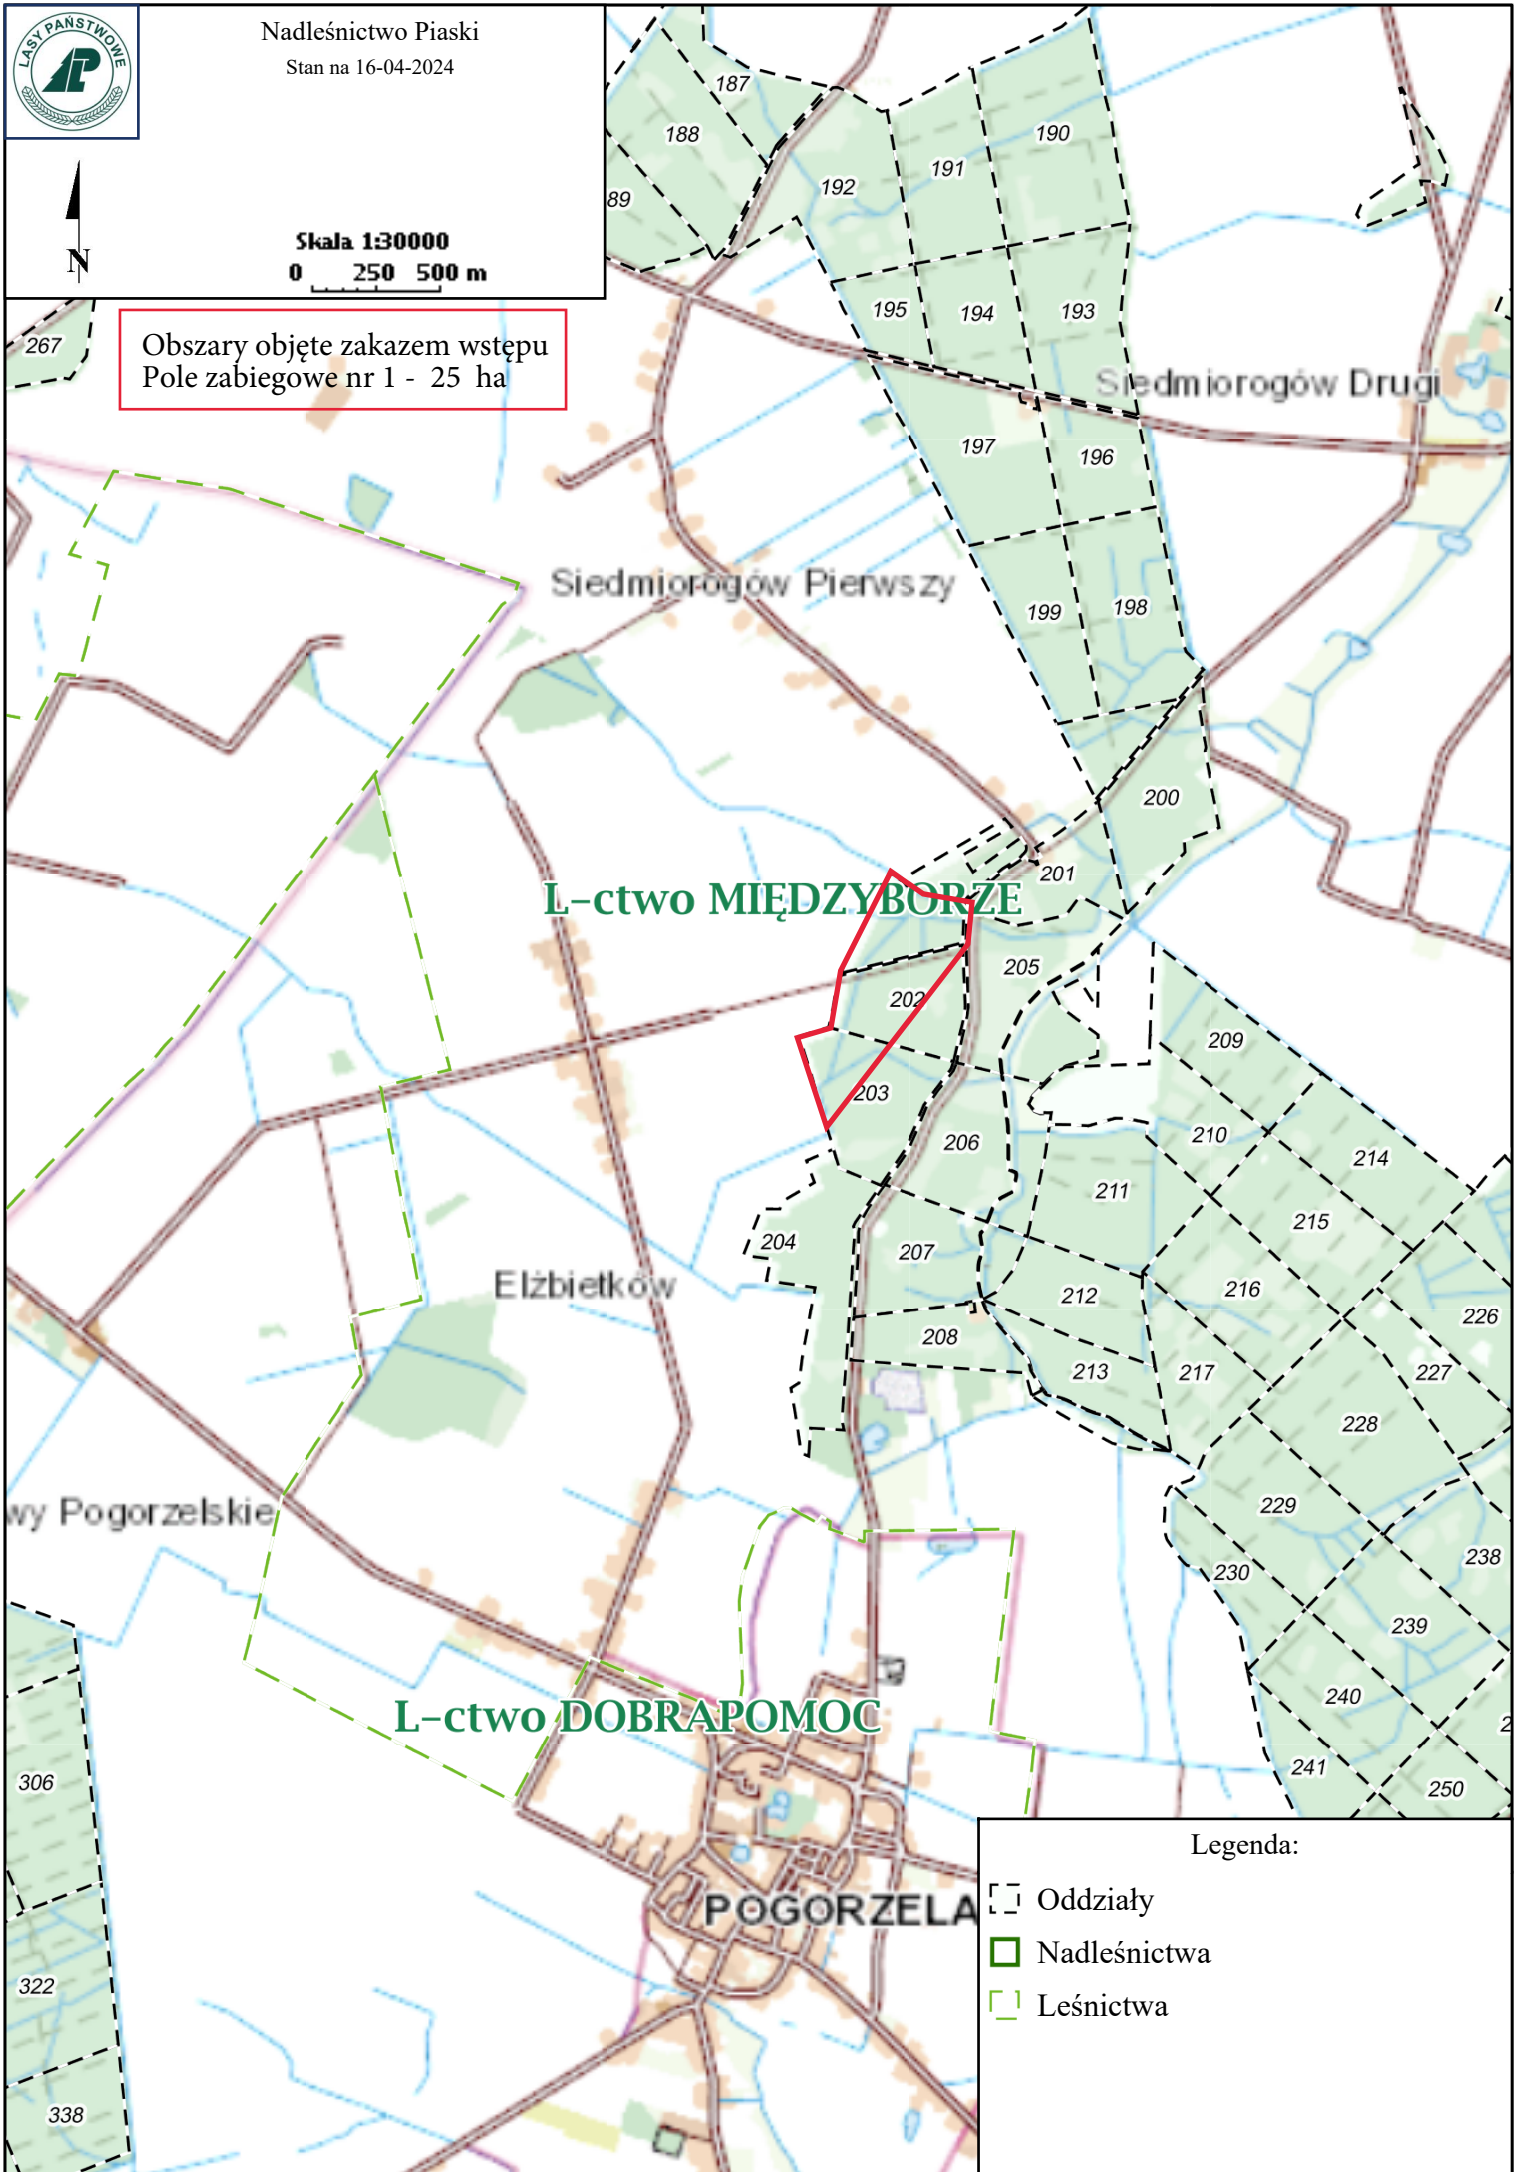 LASY PAŃSTWOWE
Nadleśnictwo Piaski
Stan na 16-04-2024
N
Skala 1:30000
0 250 500 m
Obszary objęte zakazem wstępu
Pole zabiegowe nr 1 - 25 ha
187
188
89
190
191
192
195
194
193
267
Siedmiorogów Drugi
197
196
Siedmiorogów Pierwszy
199
198
200
201
L-ctwo MIĘDZYBORZE
205
202
209
203
206
210
214
211
215
204
207
Elżbietków
212
216
226
208
213
217
227
228
wy Pogorzelskie
229
238
230
239
240
2
L-ctwo DOBRAPOMOC
241
250
306
POGORZELA
322
338
Legenda:
Oddziały
Nadleśnictwa
Leśnictwa